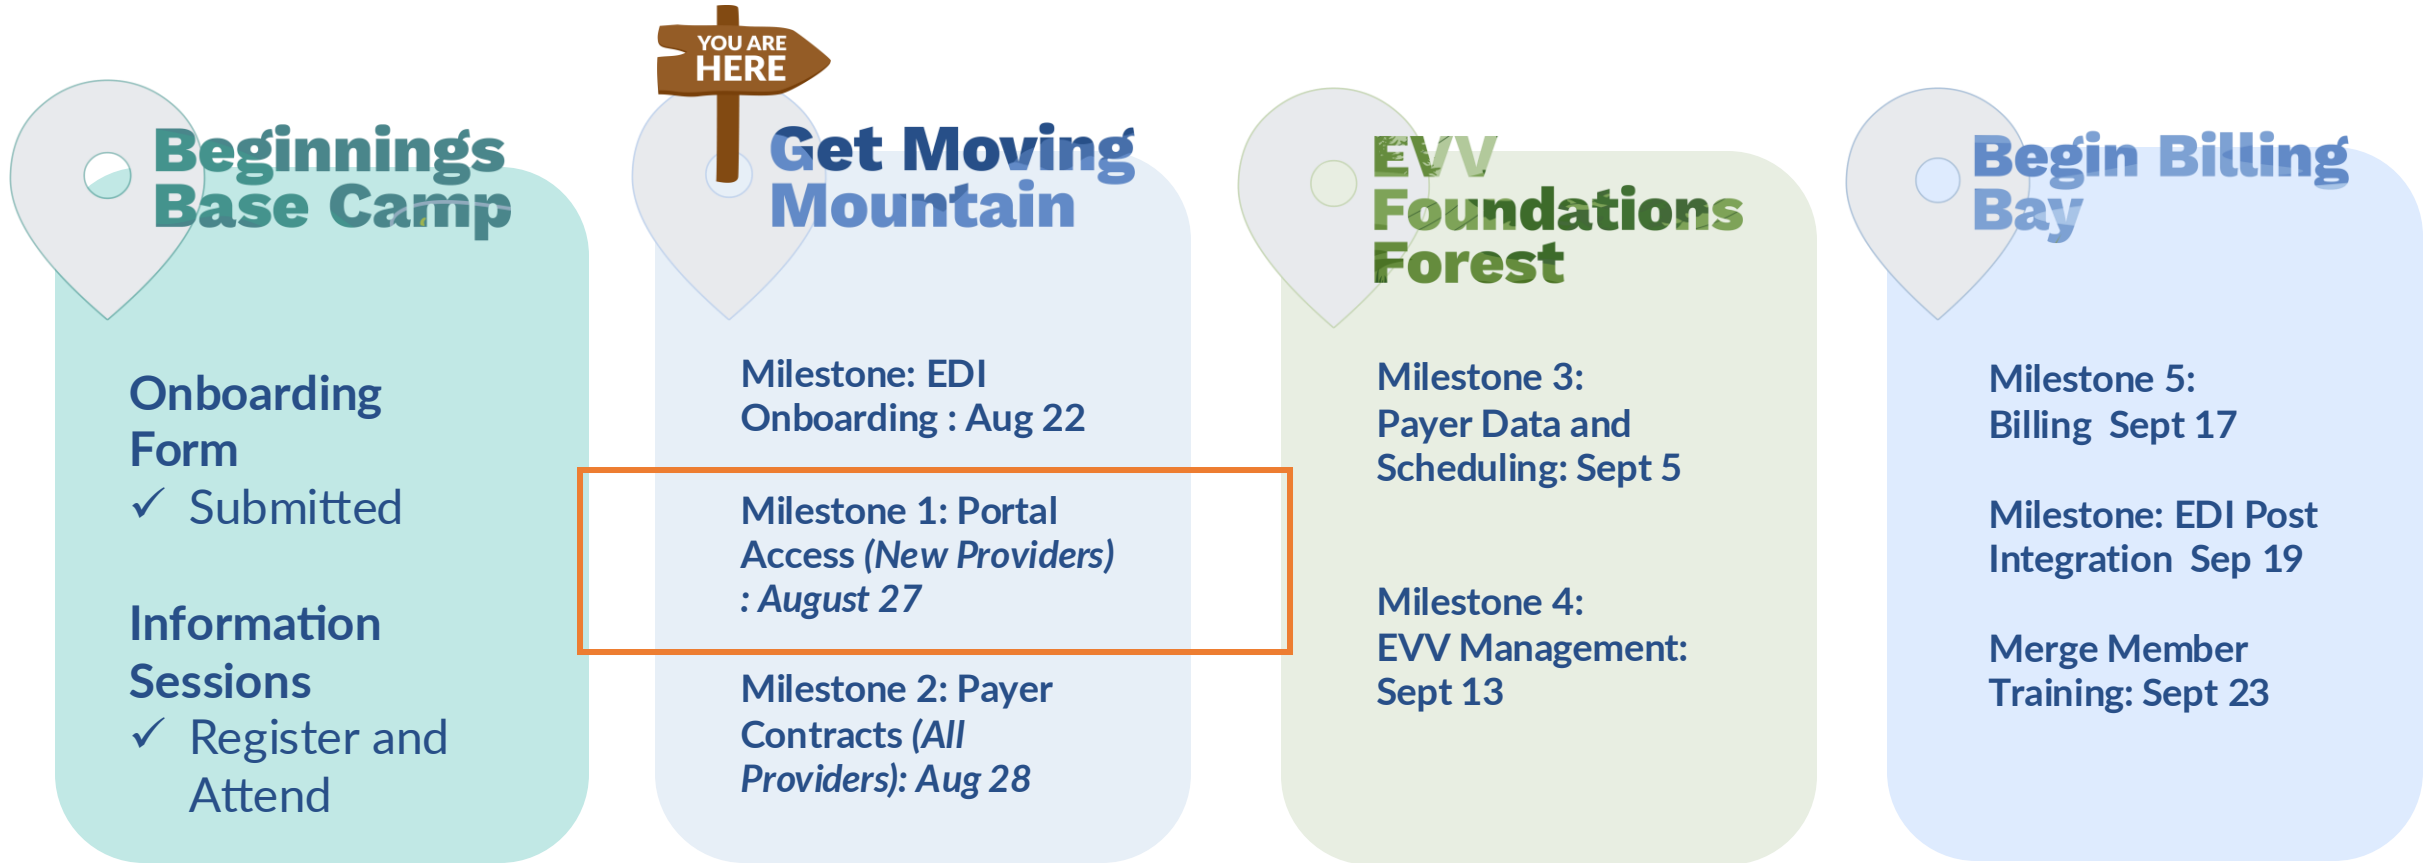 YOU ARE
HERE
Beginnings
Base Camp
Onboarding
Form
✓ Submitted
Information
Sessions
✓ Register and
Attend
Get Moving
Mountain
Milestone: EDI
Onboarding : Aug 22
Milestone 1: Portal
Access (New Providers)
: August 27
Milestone 2: Payer
Contracts (All
Providers): Aug 28
EVV
Foundations
Forest
Milestone 3:
Payer Data and
Scheduling: Sept 5
Milestone 4:
EVV Management:
Sept 13
Begin Billing
Bay
Milestone 5:
Billing  Sept 17
Milestone: EDI Post
Integration  Sep 19
Merge Member
Training: Sept 23